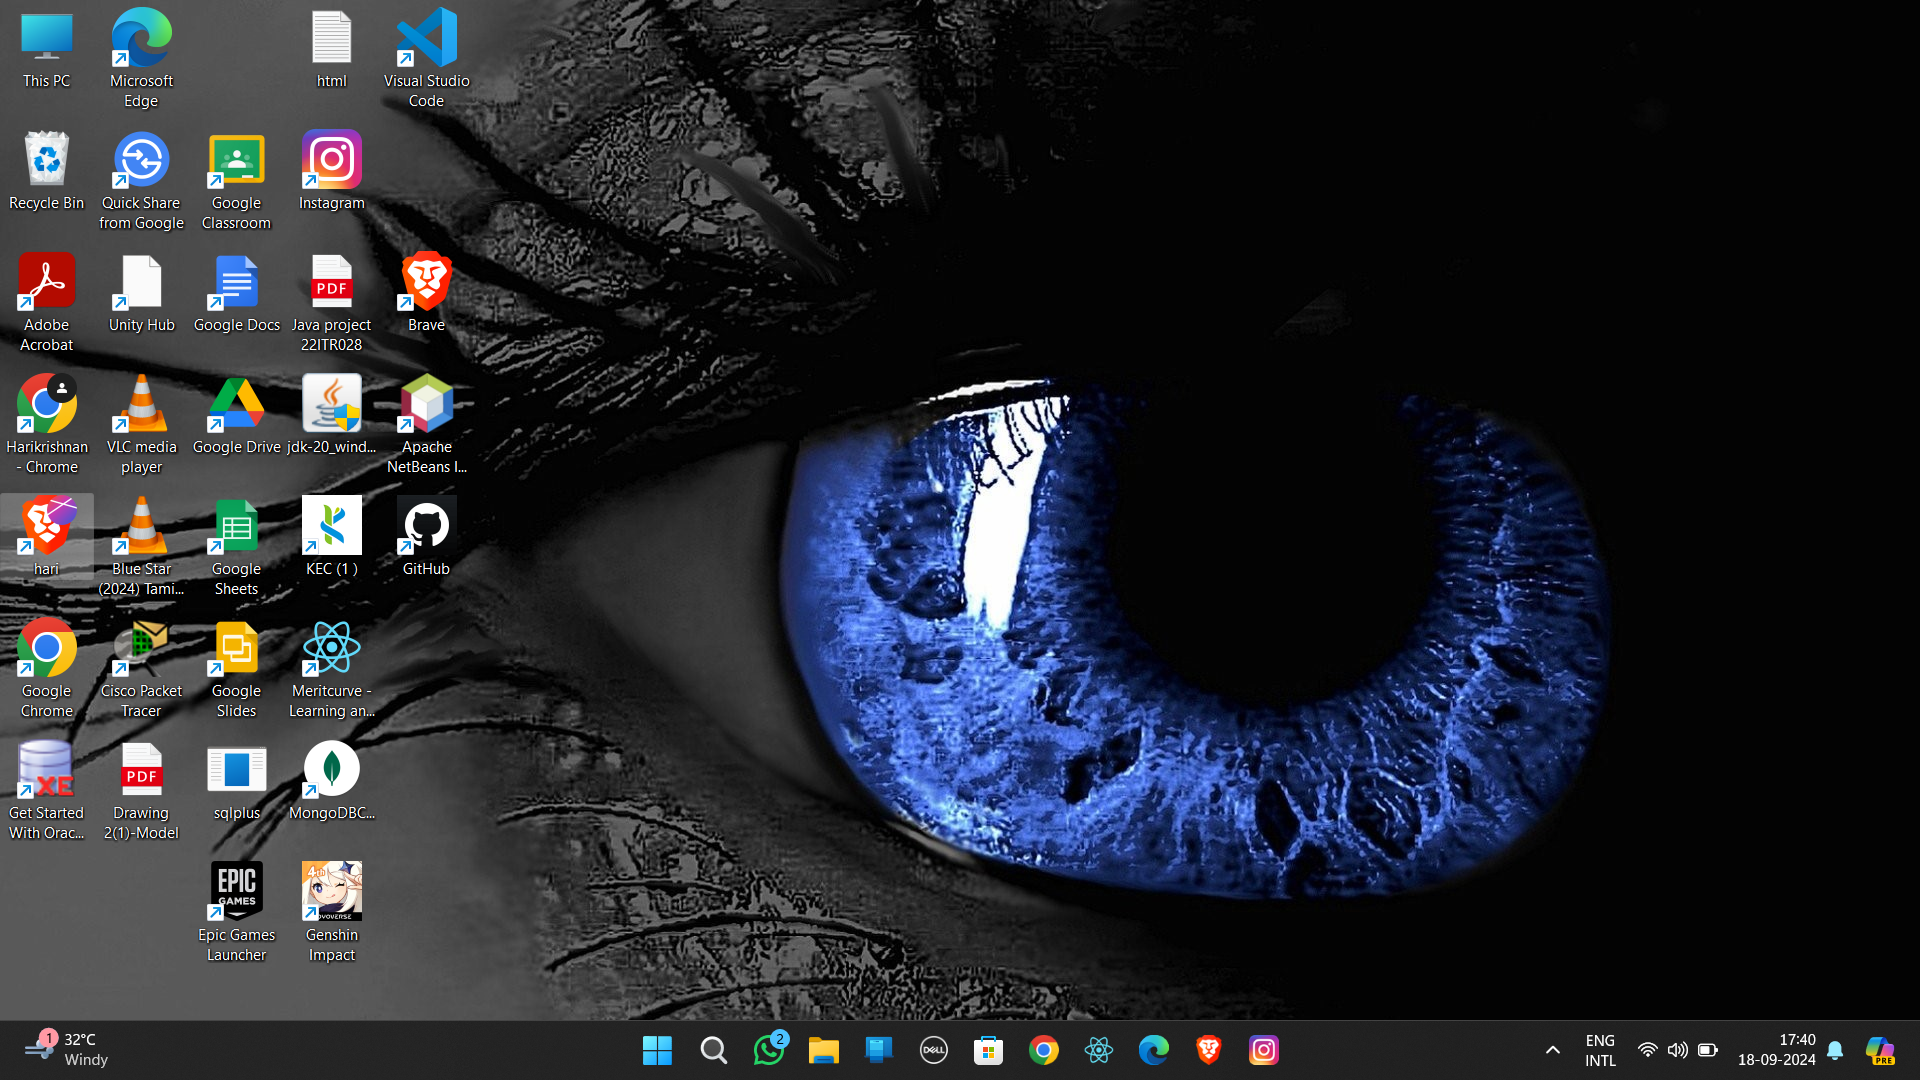 This PC
Microsoft
Edge
html
Visual Studio
Code
Recycle Bin
Quick Share
from Google
Google
Classroom
Instagram
Adobe
Acrobat
Unity Hub
Google Docs
PDF
Java project
22ITR028
Brave
Harikrishnan
- Chrome
VLC media
player
Google Drive
jdk-20_wind...
Apache
NetBeans I...
hari
Blue Star
(2024) Tami...
Google
Sheets
KEC (1 )
GitHub
Google
Chrome
Cisco Packet
Tracer
Google
Slides
Meritcurve -
Learning an...
XE
Get Started
With Orac...
PDF
Drawing
2(1)-Model
sqlplus
MongoDBC...
EPIC
GAMES
Epic Games
Launcher
4th
Genshin
Impact
1
32°C
Windy
2
DELL
ENG
INTL
17:40
18-09-2024
PRE